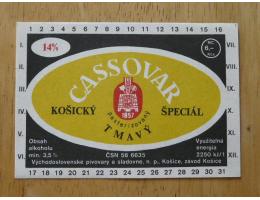 1 2 3 4 5 6 7 8 9 10 11 12 13 14 15 16
I. VII.
II. VIII.
III. IX.
IV. X.
V. XI.
VI. XII.
14%
6,-
CASSOVAR
KOŠICKÝ ŠPECIÁL
1857
pasterizovaný
TMAVÝ
Obsah
alkoholu
min. 3,5 %
ČSN 56 6635
Využiteľná
energia
2250 kJ/l
Východoslovenské pivovary a sladovne, n. p., Košice, závod Košice
17 18 19 20 21 22 23 24 25 26 27 28 29 30 31